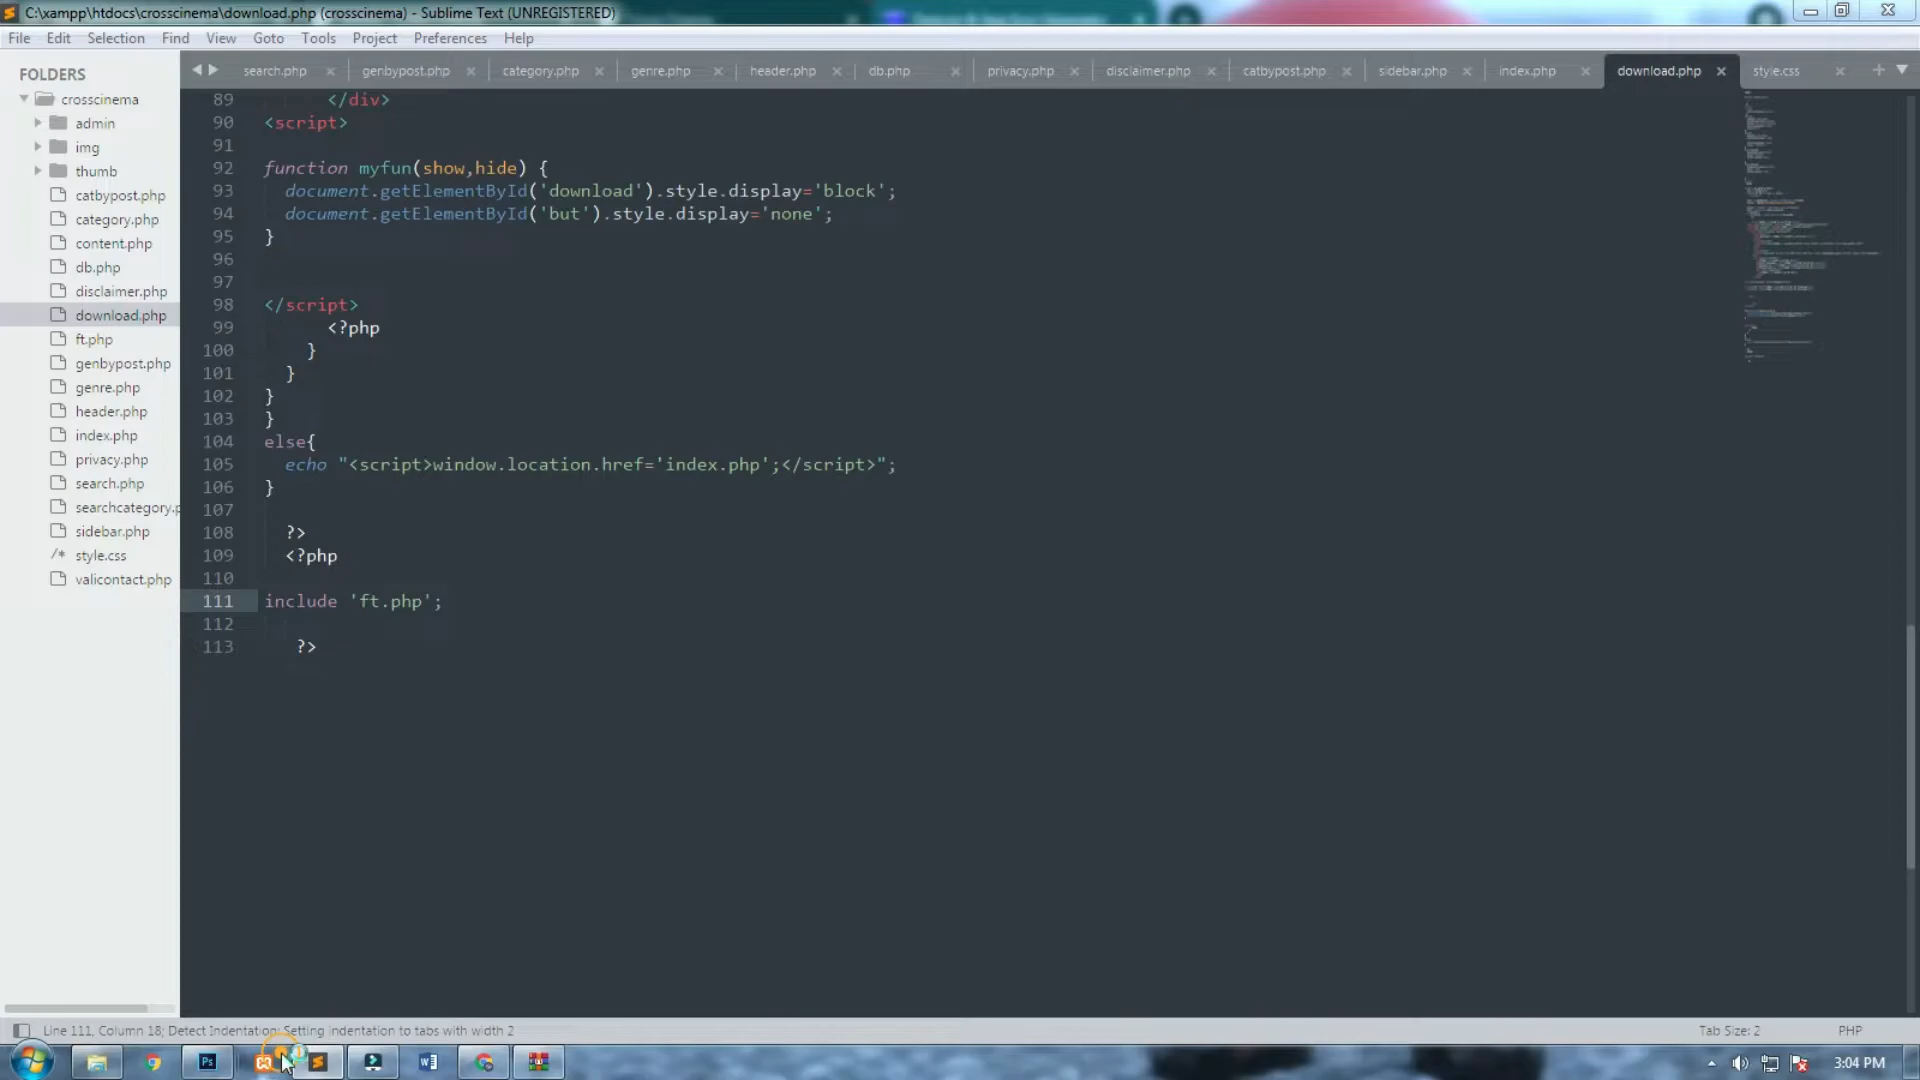 C:\xampp\htdocs\crosscinema\download.php (crosscinema) - Sublime Text (UNREGISTERED)
File Edit Selection Find View Goto Tools Project Preferences Help
FOLDERS
crosscinema
admin
img
thumb
catbypost.php
category.php
content.php
db.php
disclaimer.php
download.php
ft.php
genbypost.php
genre.php
header.php
index.php
privacy.php
search.php
searchcategory.p
sidebar.php
/* style.css
valicontact.php
search.php genbypost.php category.php genre.php header.php db.php privacy.php disclaimer.php catbypost.php sidebar.php index.php download.php style.css
89 </div>
90 <script>
91
92 function myfun(show,hide) {
93 document.getElementById('download').style.display='block';
94 document.getElementById('but').style.display='none';
95 }
96
97
98 </script>
99 <?php
100 }
101 }
102 }
103 }
104 else{
105 echo "<script>window.location.href='index.php';</script>";
106 }
107
108 ?>
109 <?php
110
111 include 'ft.php';
112
113 ?>
Line 111, Column 18; Detect Indentation: Setting indentation to tabs with width 2
Tab Size: 2 PHP
Ps
3:04 PM